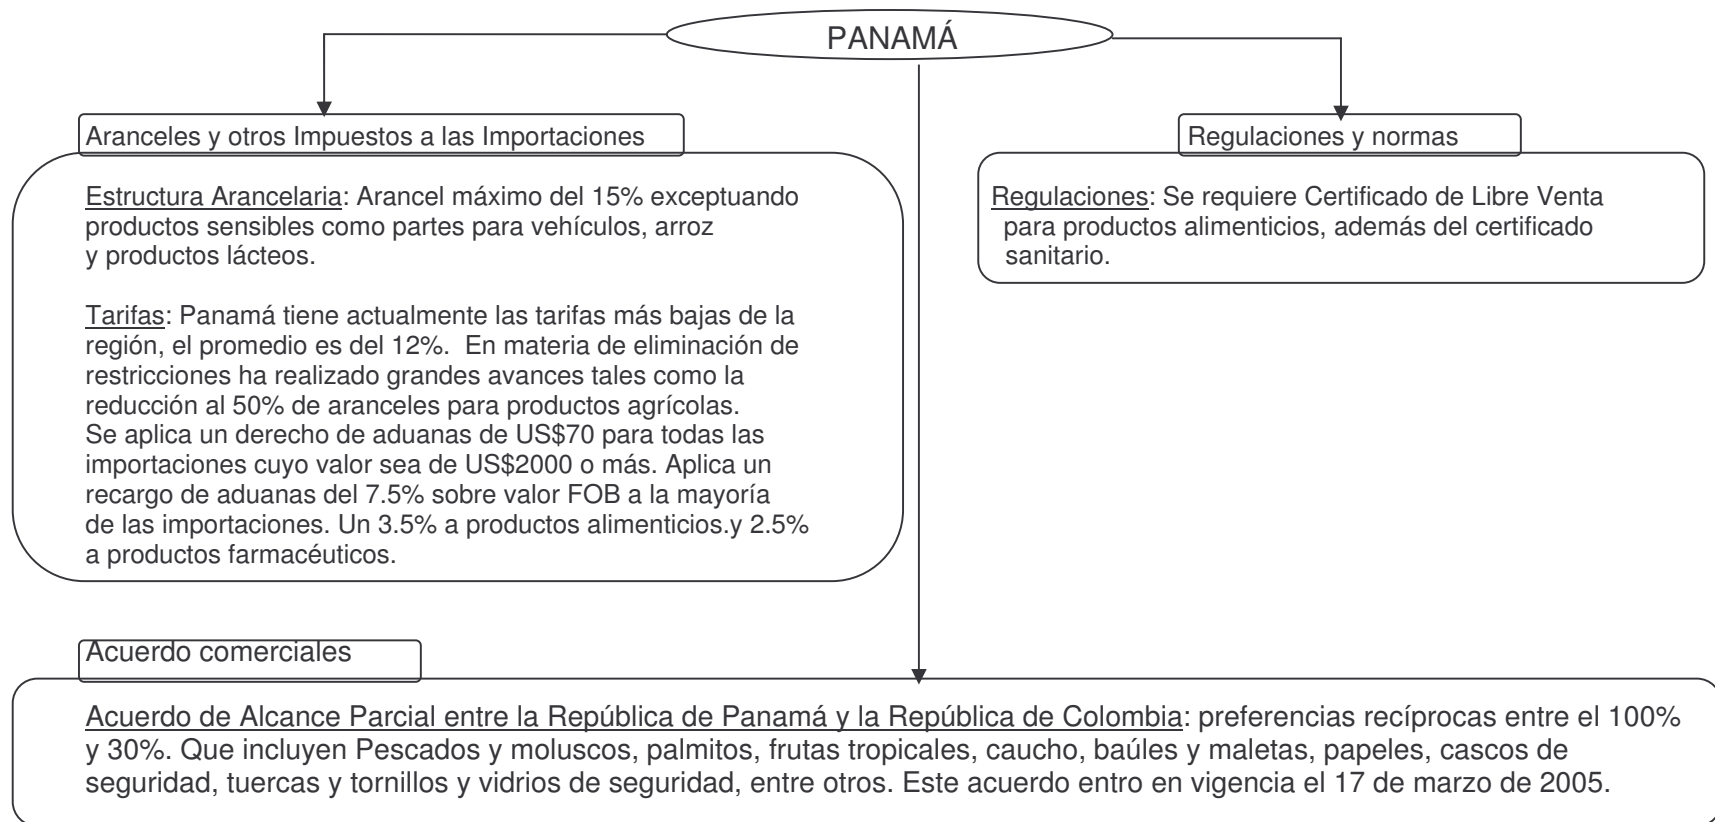 PANAMÁ
Aranceles y otros Impuestos a las Importaciones
Estructura Arancelaria: Arancel máximo del 15% exceptuando
productos sensibles como partes para vehículos, arroz
y productos lácteos.
Tarifas: Panamá tiene actualmente las tarifas más bajas de la
región, el promedio es del 12%.  En materia de eliminación de
restricciones ha realizado grandes avances tales como la
reducción al 50% de aranceles para productos agrícolas.
Se aplica un derecho de aduanas de US$70 para todas las
importaciones cuyo valor sea de US$2000 o más. Aplica un
recargo de aduanas del 7.5% sobre valor FOB a la mayoría
de las importaciones. Un 3.5% a productos alimenticios.y 2.5%
a productos farmacéuticos.
Regulaciones y normas
Regulaciones: Se requiere Certificado de Libre Venta
para productos alimenticios, además del certificado
sanitario.
Acuerdo comerciales
Acuerdo de Alcance Parcial entre la República de Panamá y la República de Colombia: preferencias recíprocas entre el 100%
y 30%. Que incluyen Pescados y moluscos, palmitos, frutas tropicales, caucho, baúles y maletas, papeles, cascos de
seguridad, tuercas y tornillos y vidrios de seguridad, entre otros. Este acuerdo entro en vigencia el 17 de marzo de 2005.